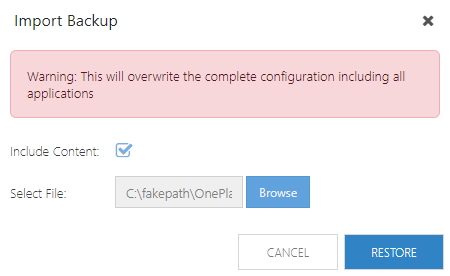 Import Backup
Warning: This will overwrite the complete configuration including all
applications
Include Content:
Select File: C:\fakepath\OnePla Browse
CANCEL RESTORE